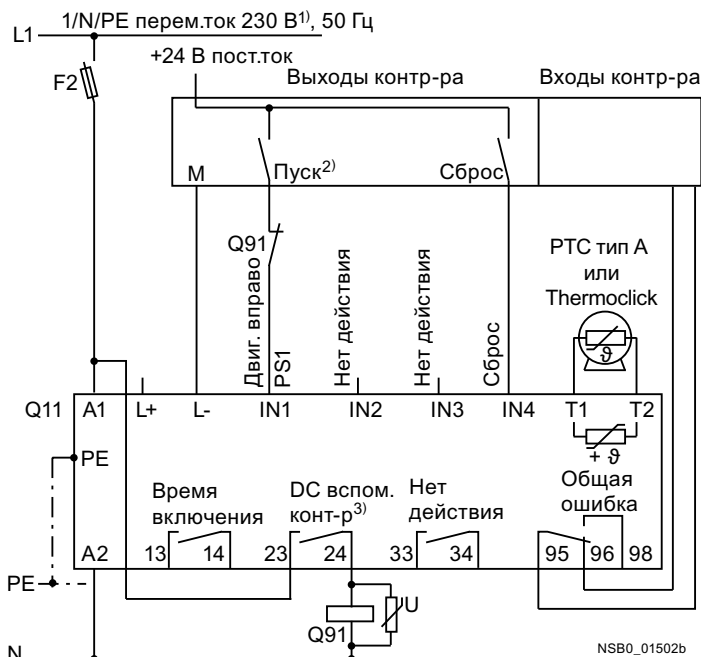 1/N/PE перем.ток 230 В1), 50 Гц
L1
+24 В пост.ток
F2
Выходы контр-ра
Входы контр-ра
M
Пуск2)
Сброс
Q91
Двиг. вправо
PS1
Нет действия
Нет действия
Сброс
PTC тип A
или
Thermoclick
ϑ
Q11
A1
L+
L-
IN1
IN2
IN3
IN4
T1
T2
PE
+ ϑ
Время
включения
DC вспом.
конт-р3)
Нет
действия
Общая
ошибка
A2
13
14
23
24
33
34
95
96
98
PE
U
Q91
N
NSB0_01502b